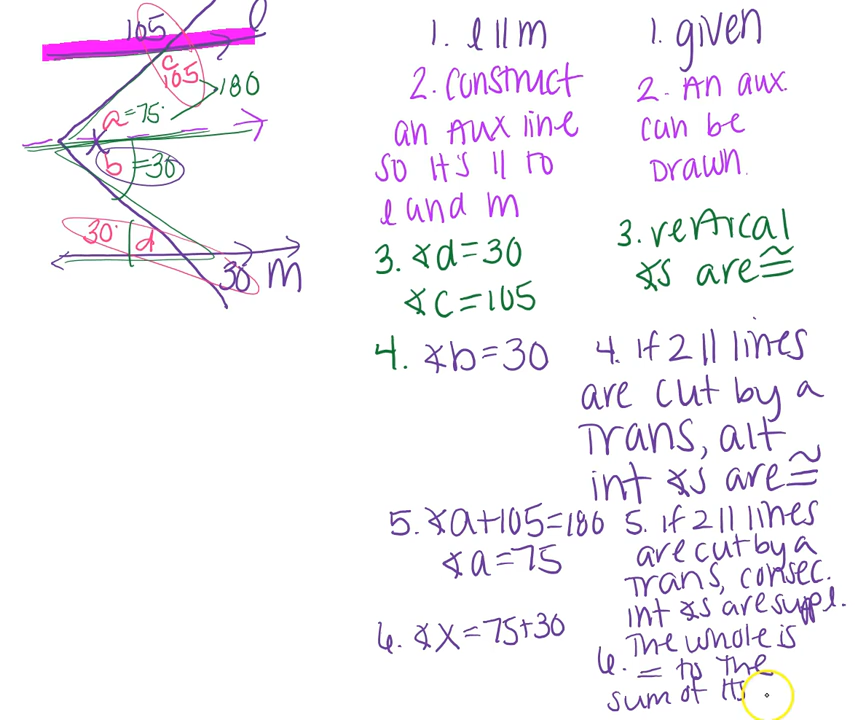 105 l
c
105
180
a=75
b=30
30 d
30 m
1. l ll m
2. Construct
an Aux line
so it's ll to
l and m
3. ∡d=30
∡c=105
4. ∡b=30
5. ∡a+105=180
∡a=75
6. ∡X=75+30
1. given
2. An aux.
can be
Drawn.
3. vertical
∡s are ≅
4. If 2 ll lines
are cut by a
Trans, alt
int ∡s are ≅
5. if 2 ll lines
are cut by a
Trans, consec.
int ∡s are suppl.
6. The whole is
= to the
sum of its